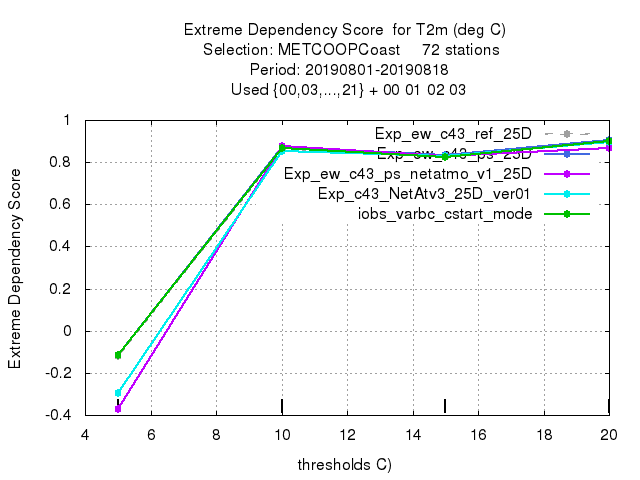 Extreme Dependency Score  for T2m (deg C)
Selection: METCOOPCoast     72 stations
Period: 20190801-20190818
Used {00,03,...,21} + 00 01 02 03
Exp_ew_c43_ref_25D
Exp_ew_c43_ps_25D
Exp_ew_c43_ps_netatmo_v1_25D
Exp_c43_NetAtv3_25D_ver01
iobs_varbc_cstart_mode
Extreme Dependency Score
1
0.8
0.6
0.4
0.2
0
-0.2
-0.4
4 6 8 10 12 14 16 18 20
thresholds C)